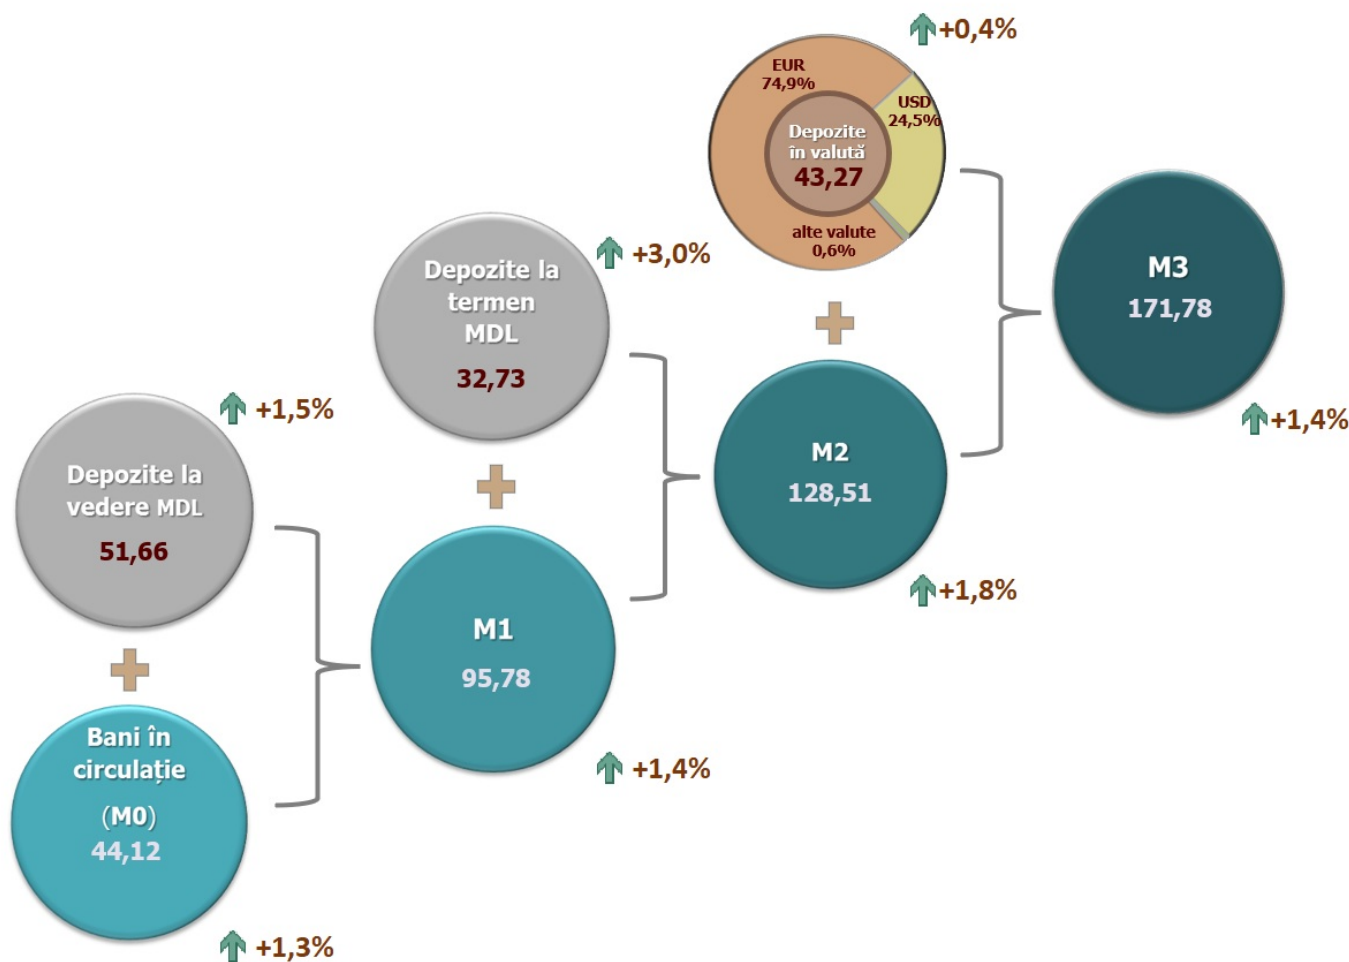 +0,4%
EUR
74,9%
USD
24,5%
Depozite
în valută
43,27
alte valute
0,6%
Depozite la
termen
MDL
32,73
+3,0%
M3
171,78
+1,4%
Depozite la
vedere MDL
51,66
+1,5%
M2
128,51
+1,8%
M1
95,78
+1,4%
Bani în
circulație
(M0)
44,12
+1,3%